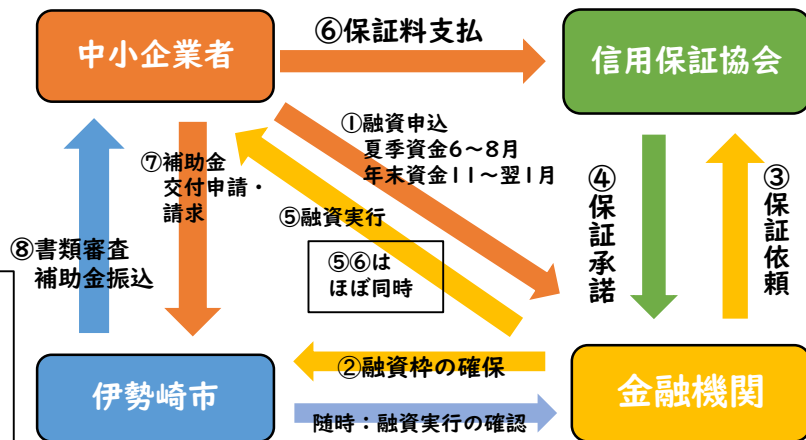 中小企業者
⑥保証料支払
信用保証協会
①融資申込
夏季資金6～8月
年末資金11～翌1月
⑦補助金
交付申請・
請求
⑤融資実行
④保証承諾
③保証依頼
⑧書類審査
補助金振込
⑤⑥は
ほぼ同時
②融資枠の確保
伊勢崎市
金融機関
随時：融資実行の確認